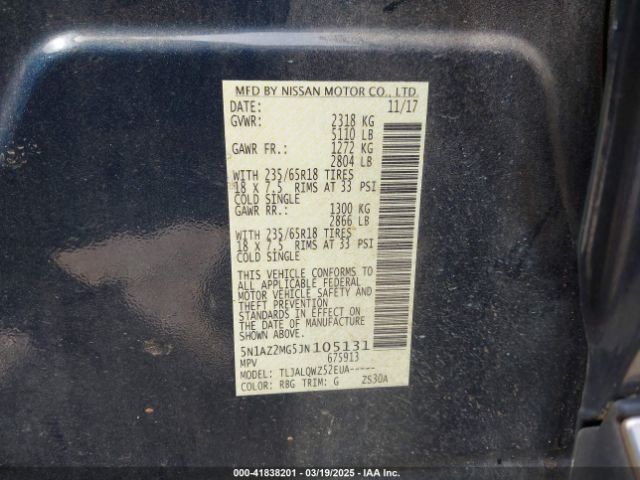 MFD BY NISSAN MOTOR CO., LTD.
DATE: 11/17
GVWR: 2318 KG
5110 LB
GAWR FR.: 1272 KG
2804 LB
WITH 235/65R18 TIRES
18 X 7.5 RIMS AT 33 PSI
COLD SINGLE
GAWR RR.: 1300 KG
2866 LB
WITH 235/65R18 TIRES
18 X 7.5 RIMS AT 33 PSI
COLD SINGLE
THIS VEHICLE CONFORMS TO
ALL APPLICABLE FEDERAL
MOTOR VEHICLE SAFETY AND
THEFT PREVENTION
STANDARDS IN EFFECT ON
THE DATE OF MANUFACTURE
SHOWN ABOVE.
5N1AZ2MG5JN105131
MPV 675913
MODEL: TLJALQWZ52EUA-----
COLOR: RBG TRIM: G ZS30A
000-41838201 - 03/19/2025 - IAA Inc.